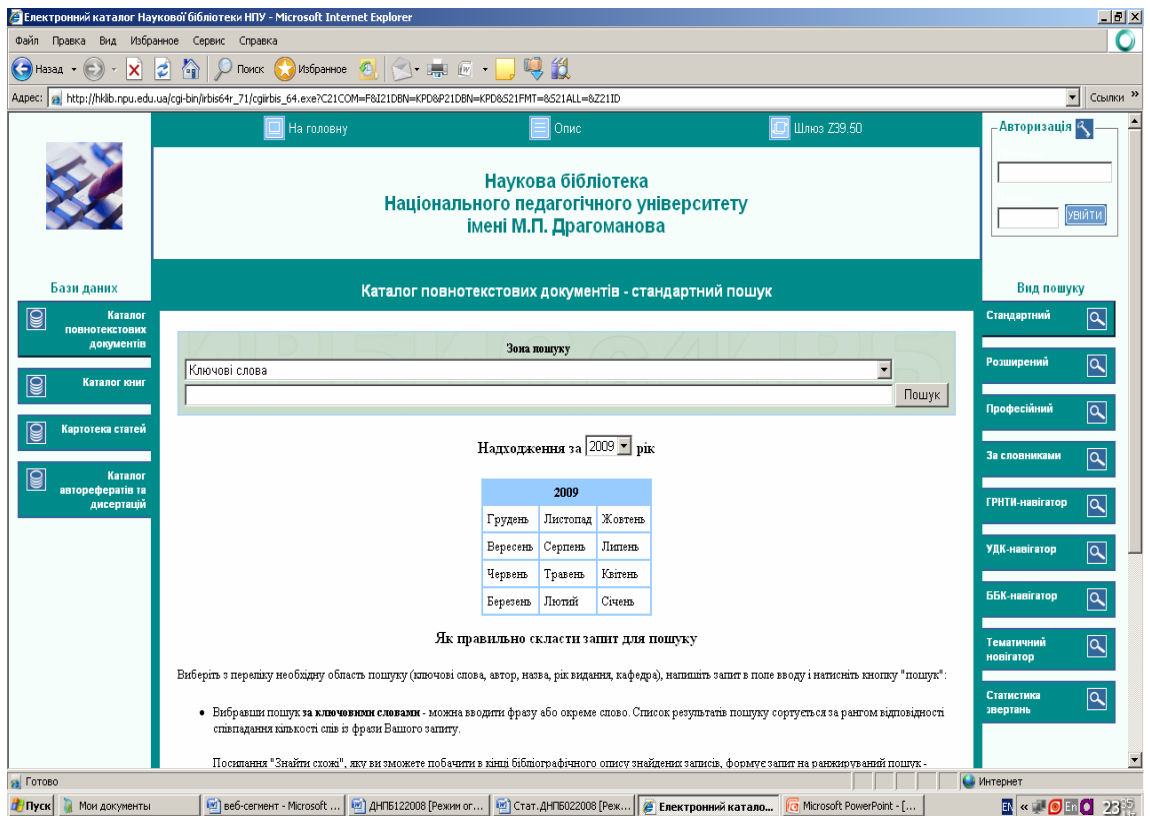 Електронний каталог Наукової бібліотеки НПУ - Microsoft Internet Explorer
Файл Правка Вид Избранное Сервис Справка
Назад Поиск Избранное
Адрес: http://hklib.npu.edu.ua/cgi-bin/irbis64r_71/cgiirbis_64.exe?C21COM=F&I21DBN=KPD&P21DBN=KPD&S21FMT=&S21ALL=&Z21ID Ссылки »
На головну Опис Шлюз Z39.50
Авторизація
увійти
Наукова бібліотека
Національного педагогічного університету
імені М.П. Драгоманова
Бази даних
Каталог
повнотекстових
документів
Каталог книг
Картотека статей
Каталог
авторефератів та
дисертацій
Каталог повнотекстових документів - стандартний пошук
Зона пошуку
Ключові слова
Пошук
Надходження за 2009 рік
2009
Грудень Листопад Жовтень
Вересень Серпень Липень
Червень Травень Квітень
Березень Лютий Січень
Як правильно скласти запит для пошуку
Виберіть з переліку необхідну область пошуку (ключові слова, автор, назва, рік видання, кафедра), напишіть запит в поле вводу і натисніть кнопку "пошук":
• Вибравши пошук за ключовими словами - можна вводити фразу або окреме слово. Список результатів пошуку сортується за рангом відповідності
співпадання кількості слів із фрази Вашого запиту.
Посилання "Знайти схожі", яку ви зможете побачити в кінці бібліографічного опису знайдених записів, формує запит на ранжируваний пошук -
Вид пошуку
Стандартний
Розширений
Професійний
За словниками
ГРНТИ-навігатор
УДК-навігатор
ББК-навігатор
Тематичний
новігатор
Статистика
звертань
Готово Интернет
Пуск Мои документы веб-сегмент - Microsoft ... ДНПБ122008 [Режим ог... Стат.ДНПБ022008 [Реж... Електронний катало... Microsoft PowerPoint - [... EN « En 23